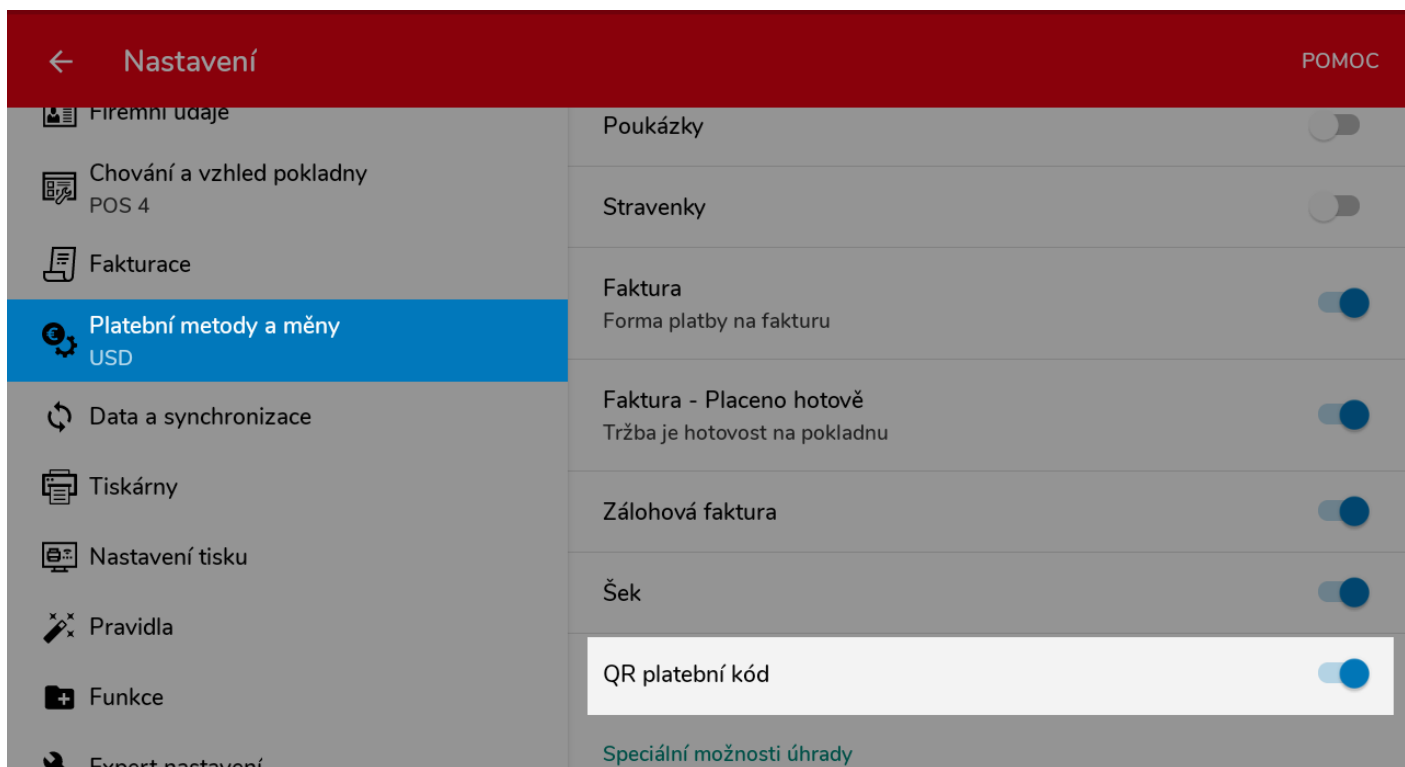 Nastavení
POMOC
Firemní údaje
Chování a vzhled pokladny
POS 4
Fakturace
Platební metody a měny
USD
Data a synchronizace
Tiskárny
Nastavení tisku
Pravidla
Funkce
Expert nastavení
Poukázky
Stravenky
Faktura
Forma platby na fakturu
Faktura - Placeno hotově
Tržba je hotovost na pokladnu
Zálohová faktura
Šek
QR platební kód
Speciální možnosti úhrady